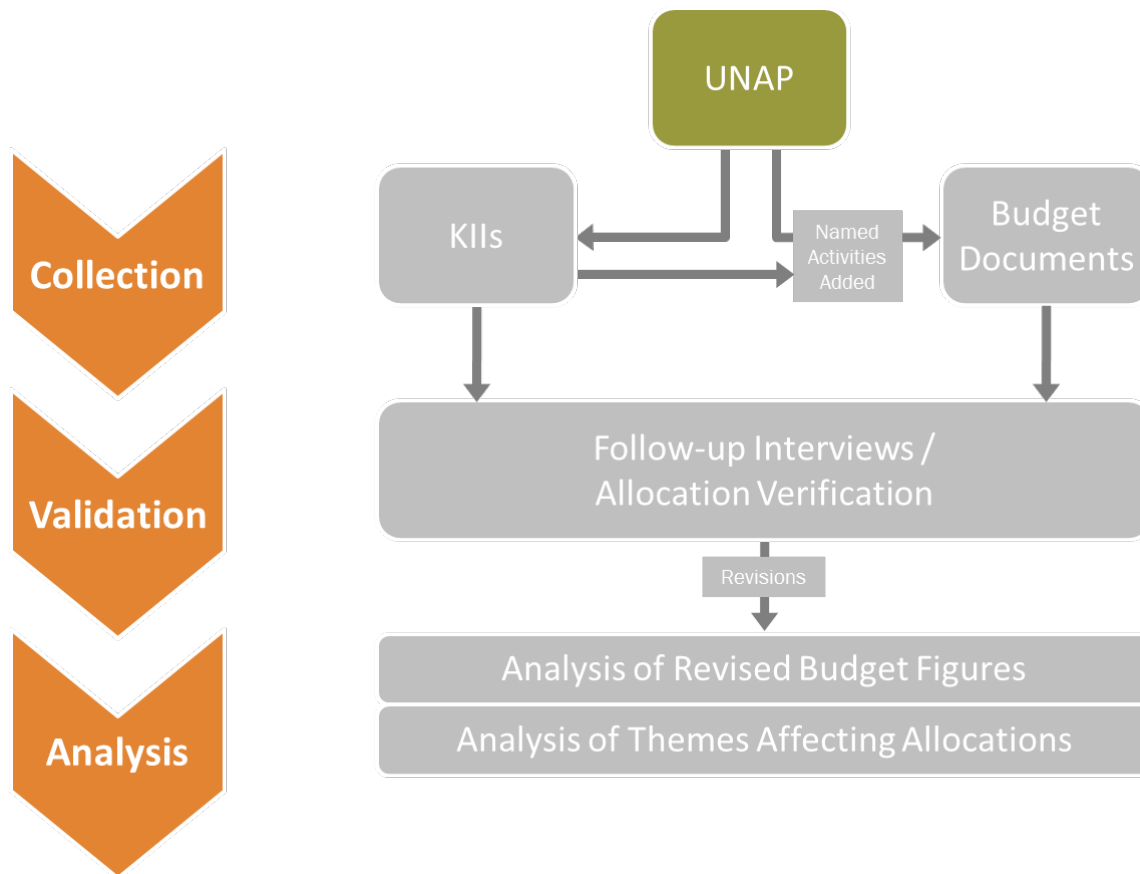 UNAP
Collection
KIIs
Named
Activities
Added
Budget
Documents
Validation
Follow-up Interviews /
Allocation Verification
Revisions
Analysis
Analysis of Revised Budget Figures
Analysis of Themes Affecting Allocations